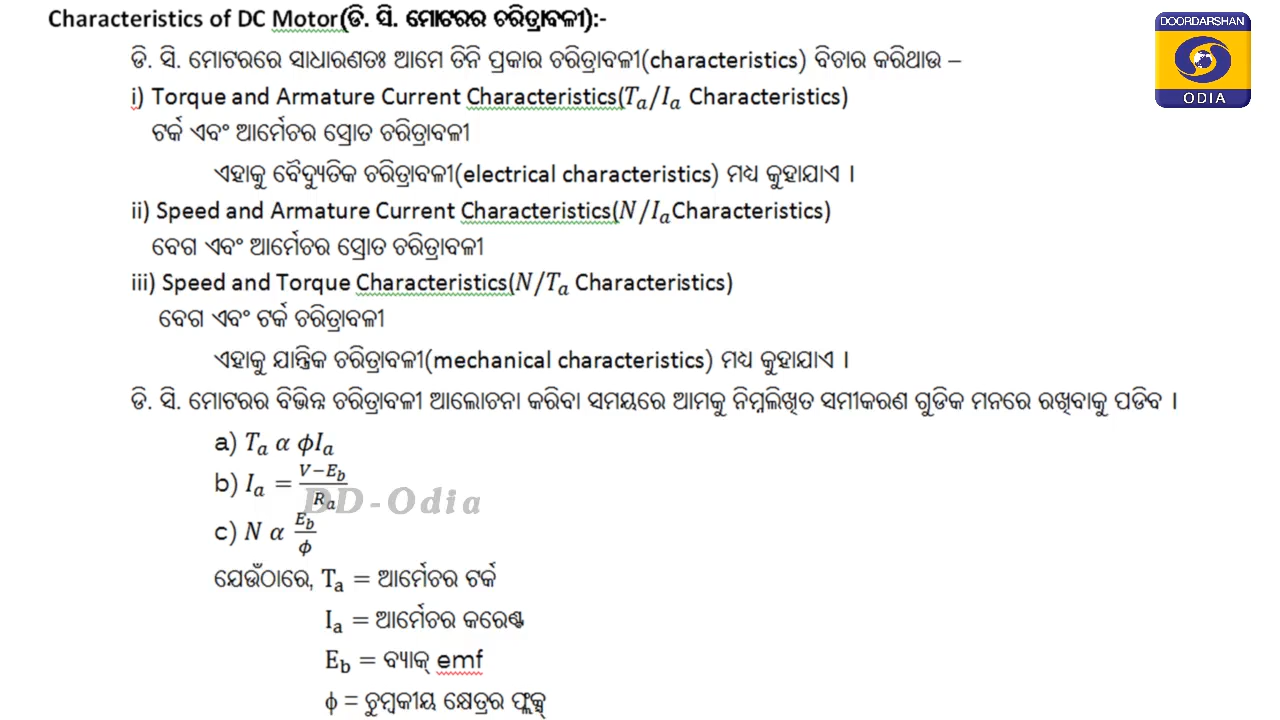 Characteristics of DC Motor(ଡି. ସି. ମୋଟରର ଚରିତ୍ରାବଳୀ):-
DOORDARSHAN
ODIA
ଡି. ସି. ମୋଟରରେ ସାଧାରଣତଃ ଆମେ ତିନି ପ୍ରକାର ଚରିତ୍ରାବଳୀ(characteristics) ବିଚାର କରିଥାଉ –
i) Torque and Armature Current Characteristics(Tₐ/Iₐ Characteristics)
ଟର୍କ ଏବଂ ଆର୍ମେଚର ସ୍ରୋତ ଚରିତ୍ରାବଳୀ
ଏହାକୁ ବୈଦ୍ୟୁତିକ ଚରିତ୍ରାବଳୀ(electrical characteristics) ମଧ୍ୟ କୁହାଯାଏ ।
ii) Speed and Armature Current Characteristics(N/IₐCharacteristics)
ବେଗ ଏବଂ ଆର୍ମେଚର ସ୍ରୋତ ଚରିତ୍ରାବଳୀ
iii) Speed and Torque Characteristics(N/Tₐ Characteristics)
ବେଗ ଏବଂ ଟର୍କ ଚରିତ୍ରାବଳୀ
ଏହାକୁ ଯାନ୍ତ୍ରିକ ଚରିତ୍ରାବଳୀ(mechanical characteristics) ମଧ୍ୟ କୁହାଯାଏ ।
ଡି. ସି. ମୋଟରର ବିଭିନ୍ନ ଚରିତ୍ରାବଳୀ ଆଲୋଚନା କରିବା ସମୟରେ ଆମକୁ ନିମ୍ନଲିଖିତ ସମୀକରଣ ଗୁଡିକ ମନରେ ରଖିବାକୁ ପଡିବ ।
a) Tₐ α ϕIₐ
b) Iₐ = (V−E_b)/Rₐ
DD-Odia
c) N α E_b/ϕ
ଯେଉଁଠାରେ, Tₐ = ଆର୍ମେଚର ଟର୍କ
Iₐ = ଆର୍ମେଚର କରେଣ୍ଟ
E_b = ବ୍ୟାକ୍ emf
ϕ = ଚୁମ୍ବକୀୟ କ୍ଷେତ୍ରର ଫ୍ଲକ୍ସ